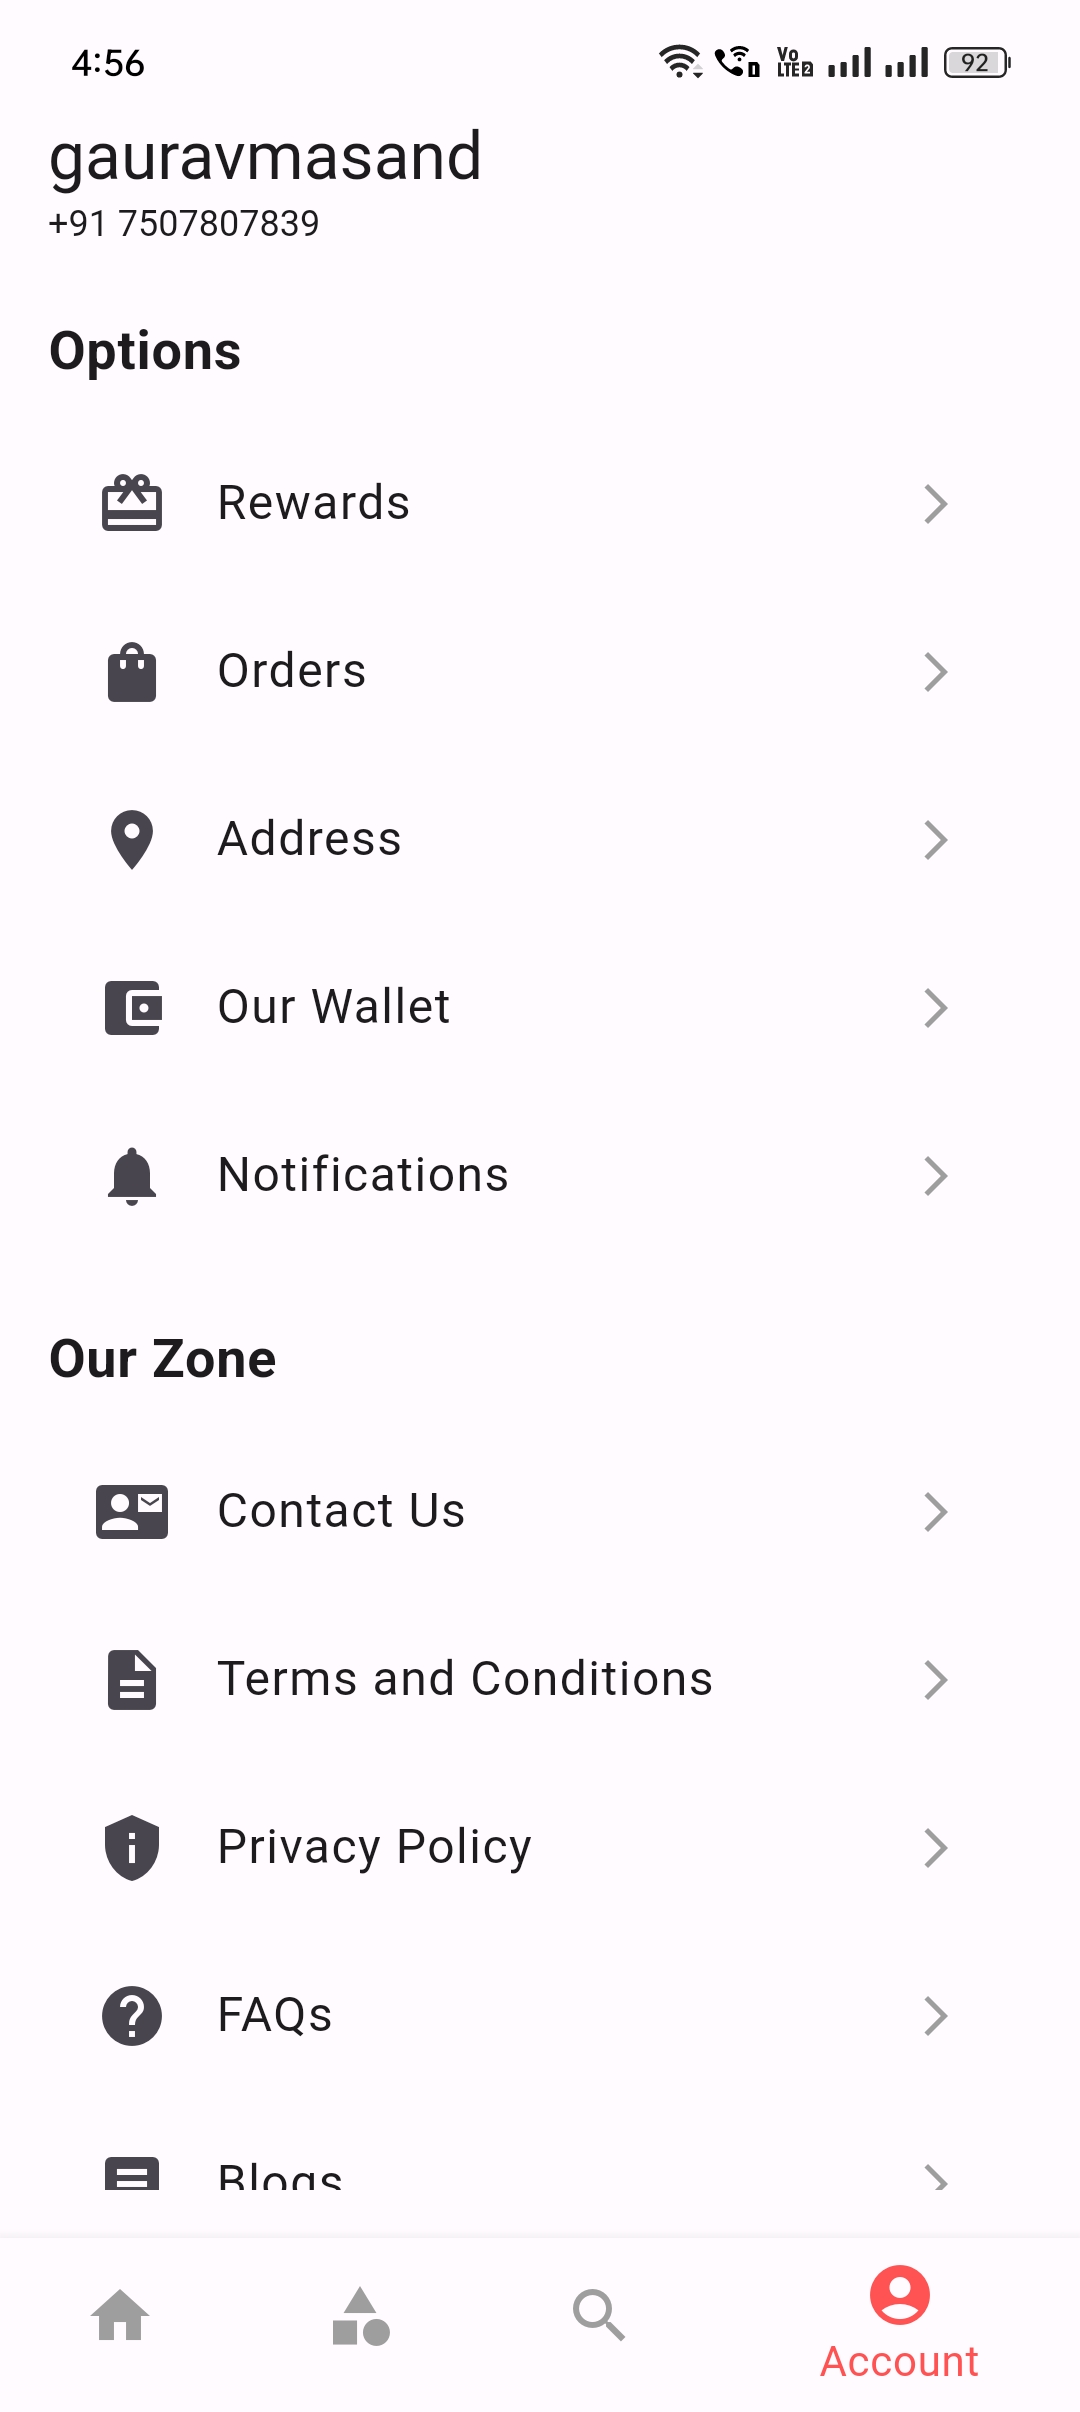 4:56
Vo
LTE2
92
gauravmasand
+91 7507807839
Options
Rewards
Orders
Address
Our Wallet
Notifications
Our Zone
Contact Us
Terms and Conditions
Privacy Policy
FAQs
Blogs
Account